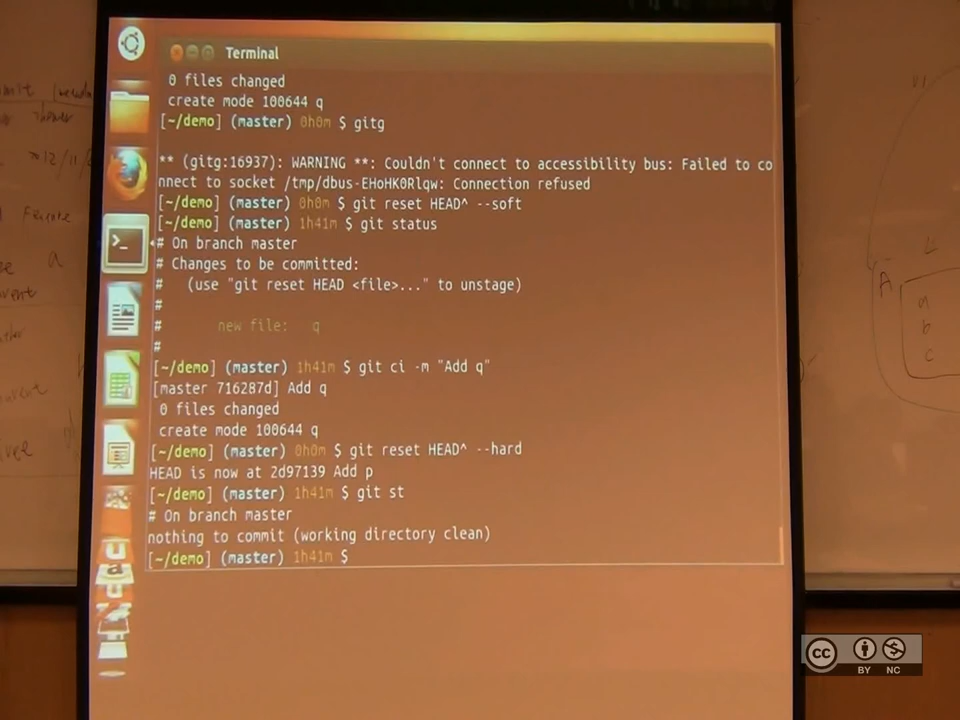 Terminal
0 files changed
create mode 100644 q
[~/demo] (master) 0h0m $ gitg
** (gitg:16937): WARNING **: Couldn't connect to accessibility bus: Failed to co
nnect to socket /tmp/dbus-EHoHK0Rlqw: Connection refused
[~/demo] (master) 0h0m $ git reset HEAD^ --soft
[~/demo] (master) 1h41m $ git status
# On branch master
# Changes to be committed:
#   (use "git reset HEAD <file>..." to unstage)
#
#       new file:   q
#
[~/demo] (master) 1h41m $ git ci -m "Add q"
[master 716287d] Add q
0 files changed
create mode 100644 q
[~/demo] (master) 0h0m $ git reset HEAD^ --hard
HEAD is now at 2d97139 Add p
[~/demo] (master) 1h41m $ git st
# On branch master
nothing to commit (working directory clean)
[~/demo] (master) 1h41m $
A
a
b
c
cc
BY NC